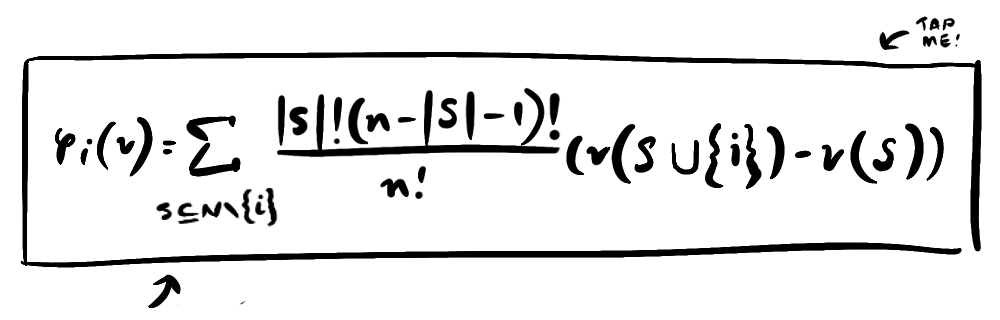 TAP
ME!
φᵢ(v) = ∑ |S|!(n-|S|-1)! / n! (v(S ∪ {i}) - v(S))
S ⊆ N \ {i}